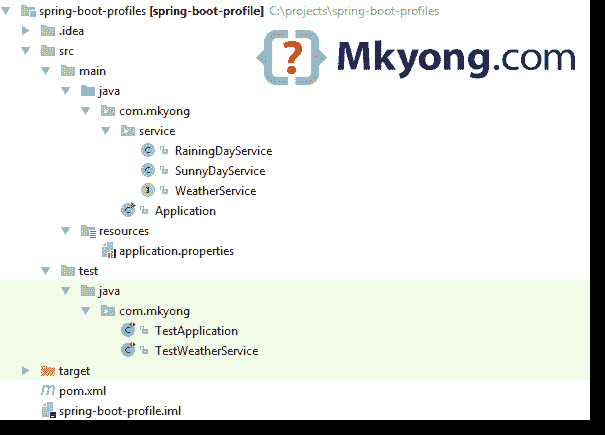 spring-boot-profiles [spring-boot-profile] C:\projects\spring-boot-profiles
.idea
src
Mkyong.com
main
java
com.mkyong
service
RainingDayService
SunnyDayService
WeatherService
Application
resources
application.properties
test
java
com.mkyong
TestApplication
TestWeatherService
target
pom.xml
spring-boot-profile.iml